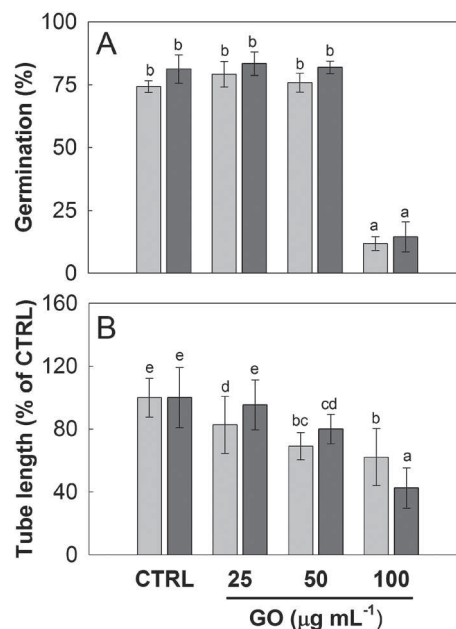 A
Germination (%)
100
75
50
25
0
b b b b b b a a
B
Tube length (% of CTRL)
160
120
80
40
0
e e d e bc cd b a
CTRL 25 50 100
GO (μg mL⁻¹)